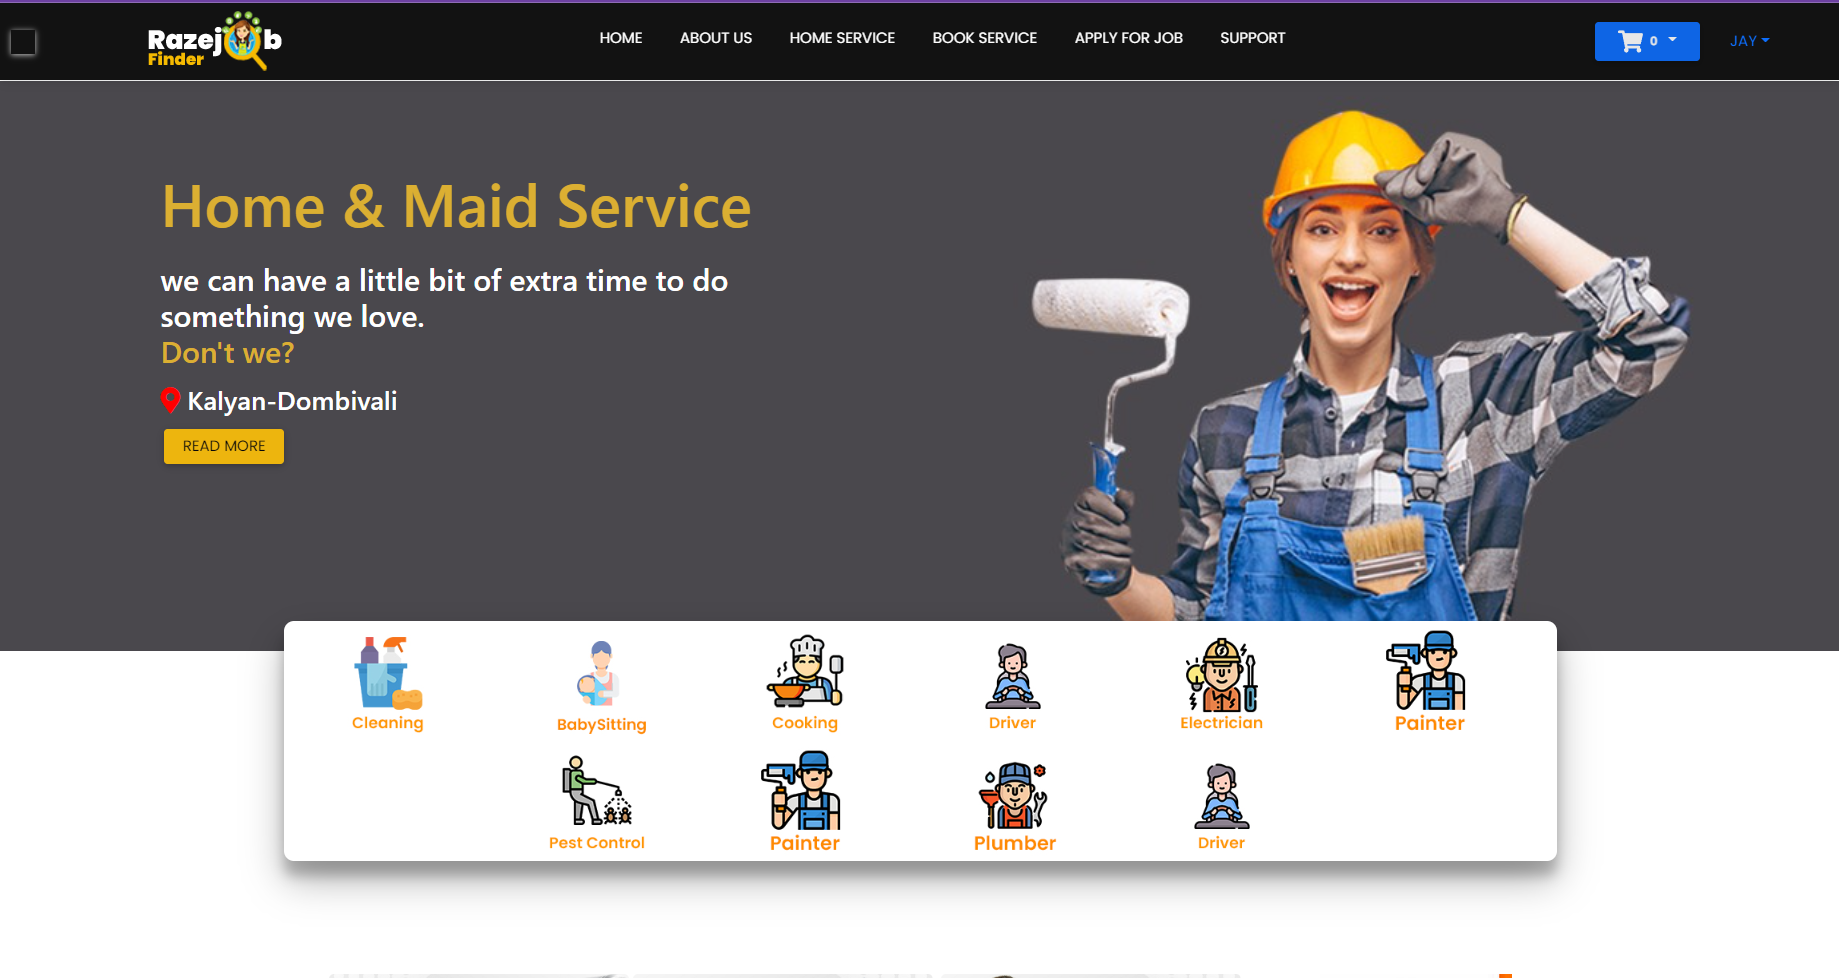 Razejob
Finder
HOME
ABOUT US
HOME SERVICE
BOOK SERVICE
APPLY FOR JOB
SUPPORT
0
JAY
Home & Maid Service
we can have a little bit of extra time to do
something we love.
Don't we?
Kalyan-Dombivali
READ MORE
Cleaning
BabySitting
Cooking
Driver
Electrician
Painter
Pest Control
Painter
Plumber
Driver